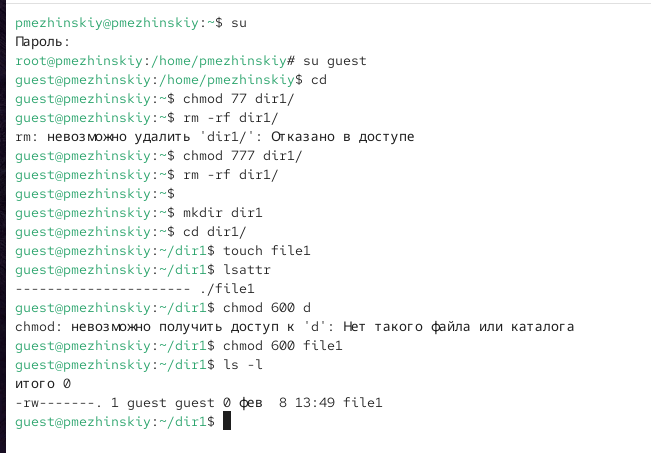 pmezhinskiy@pmezhinskiy:~$ su
Пароль:
root@pmezhinskiy:/home/pmezhinskiy# su guest
guest@pmezhinskiy:/home/pmezhinskiy$ cd
guest@pmezhinskiy:~$ chmod 77 dir1/
guest@pmezhinskiy:~$ rm -rf dir1/
rm: невозможно удалить 'dir1/': Отказано в доступе
guest@pmezhinskiy:~$ chmod 777 dir1/
guest@pmezhinskiy:~$ rm -rf dir1/
guest@pmezhinskiy:~$
guest@pmezhinskiy:~$ mkdir dir1
guest@pmezhinskiy:~$ cd dir1/
guest@pmezhinskiy:~/dir1$ touch file1
guest@pmezhinskiy:~/dir1$ lsattr
---------------------- ./file1
guest@pmezhinskiy:~/dir1$ chmod 600 d
chmod: невозможно получить доступ к 'd': Нет такого файла или каталога
guest@pmezhinskiy:~/dir1$ chmod 600 file1
guest@pmezhinskiy:~/dir1$ ls -l
итого 0
-rw-------. 1 guest guest 0 фев  8 13:49 file1
guest@pmezhinskiy:~/dir1$